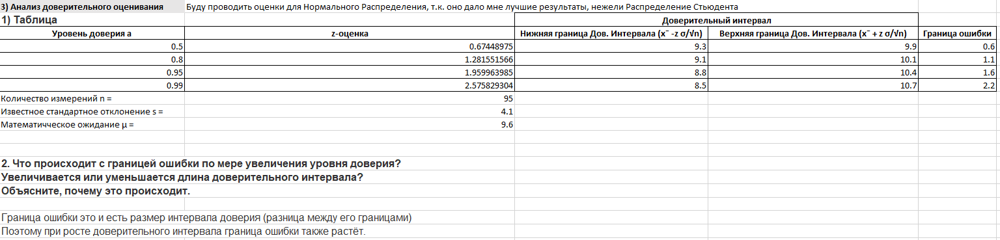 3) Анализ доверительного оценивания Буду проводить оценки для Нормального Распределения, т.к. оно дало мне лучшие результаты, нежели Распределение Стьюдента
1) Таблица Доверительный интервал
Уровень доверия a z-оценка Нижняя граница Дов. Интервала (x¯ -z σ/√n) Верхняя граница Дов. Интервала (x¯ + z σ/√n) Граница ошибки
0.5 0.67448975 9.3 9.9 0.6
0.8 1.281551566 9.1 10.1 1.1
0.95 1.959963985 8.8 10.4 1.6
0.99 2.575829304 8.5 10.7 2.2
Количество измерений n = 95
Известное стандартное отклонение s = 4.1
Математичческое ожидание μ = 9.6
2. Что происходит с границей ошибки по мере увеличения уровня доверия?
Увеличивается или уменьшается длина доверительного интервала?
Объясните, почему это происходит.
Граница ошибки это и есть размер интервала доверия (разница между его границами)
Поэтому при росте доверительного интервала граница ошибки также растёт.